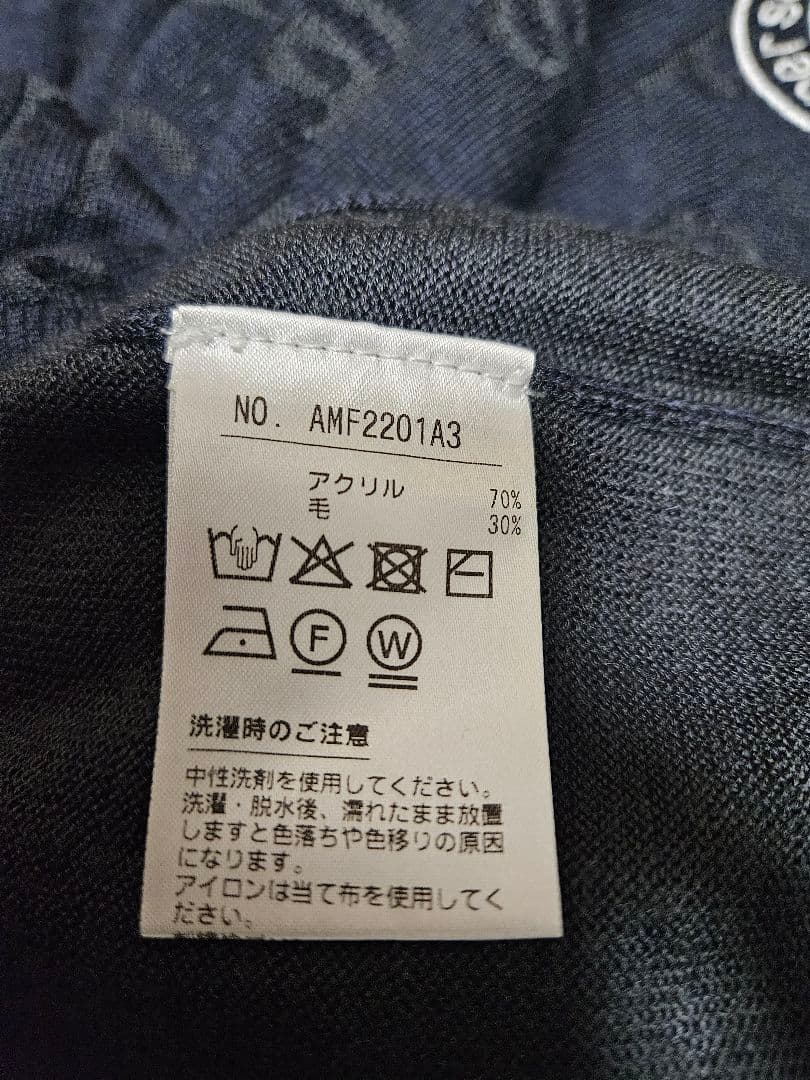 NO. AMF2201A3
アクリル 70%
毛 30%
F W
洗濯時のご注意
中性洗剤を使用してください。
洗濯・脱水後、濡れたまま放置
しますと色落ちや色移りの原因
になります。
アイロンは当て布を使用してく
ださい。